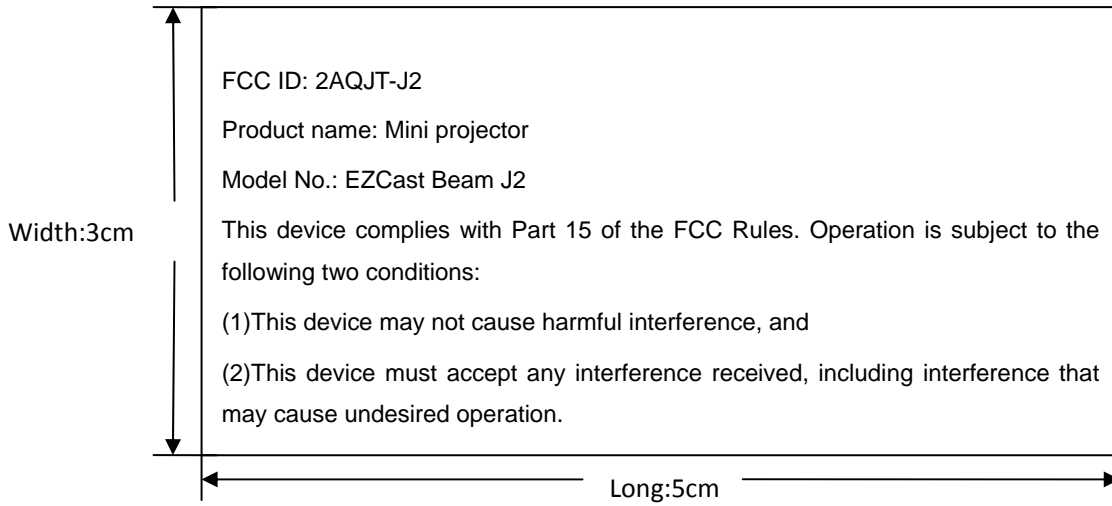 FCC ID: 2AQJT-J2
Product name: Mini projector
Model No.: EZCast Beam J2
Width:3cm
This device complies with Part 15 of the FCC Rules. Operation is subject to the
following two conditions:
(1)This device may not cause harmful interference, and
(2)This device must accept any interference received, including interference that
may cause undesired operation.
Long:5cm